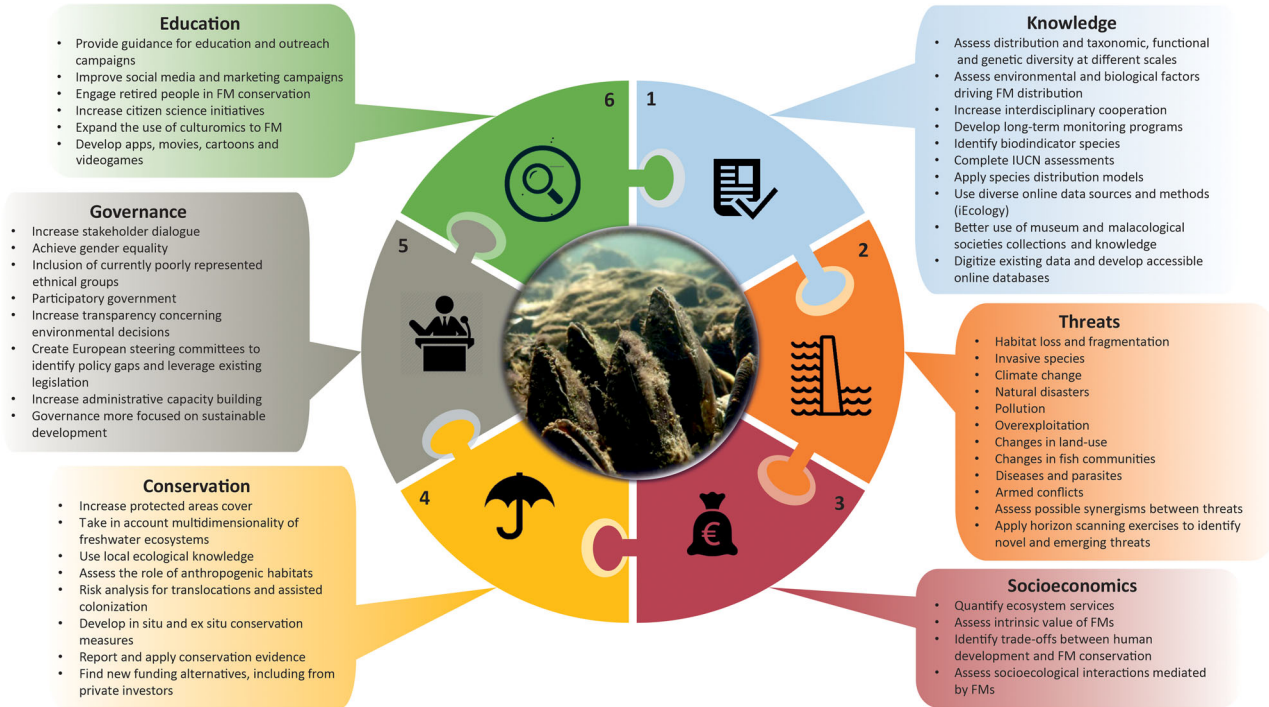 Education
• Provide guidance for education and outreach
campaigns
• Improve social media and marketing campaigns
• Engage retired people in FM conservation
• Increase citizen science initiatives
• Expand the use of culturomics to FM
• Develop apps, movies, cartoons and
videogames
Governance
• Increase stakeholder dialogue
• Achieve gender equality
• Inclusion of currently poorly represented
ethnical groups
• Participatory government
• Increase transparency concerning
environmental decisions
• Create European steering committees to
identify policy gaps and leverage existing
legislation
• Increase administrative capacity building
• Governance more focused on sustainable
development
Conservation
• Increase protected areas cover
• Take in account multidimensionality of
freshwater ecosystems
• Use local ecological knowledge
• Assess the role of anthropogenic habitats
• Risk analysis for translocations and assisted
colonization
• Develop in situ and ex situ conservation
measures
• Report and apply conservation evidence
• Find new funding alternatives, including from
private investors
6
1
5
2
4
3
€
Knowledge
• Assess distribution and taxonomic, functional
and genetic diversity at different scales
• Assess environmental and biological factors
driving FM distribution
• Increase interdisciplinary cooperation
• Develop long-term monitoring programs
• Identify bioindicator species
• Complete IUCN assessments
• Apply species distribution models
• Use diverse online data sources and methods
(iEcology)
• Better use of museum and malacological
societies collections and knowledge
• Digitize existing data and develop accessible
online databases
Threats
• Habitat loss and fragmentation
• Invasive species
• Climate change
• Natural disasters
• Pollution
• Overexploitation
• Changes in land-use
• Changes in fish communities
• Diseases and parasites
• Armed conflicts
• Assess possible synergisms between threats
• Apply horizon scanning exercises to identify
novel and emerging threats
Socioeconomics
• Quantify ecosystem services
• Assess intrinsic value of FMs
• Identify trade-offs between human
development and FM conservation
• Assess socioecological interactions mediated
by FMs